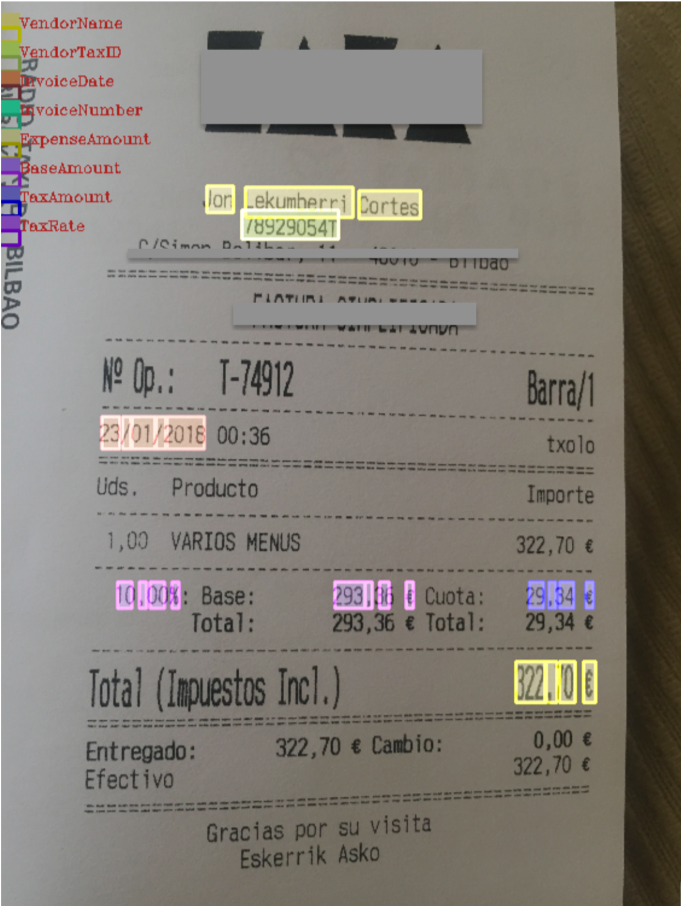 VendorName
VendorTaxID
InvoiceDate
InvoiceNumber
ExpenseAmount
BaseAmount
TaxAmount
TaxRate
RADIO TAXI
BILBAO
Jon Lekumberri Cortes
78929054T
C/Simon Bolibar, 11 - 48010 - Bilbao
FACTURA SIMPLIFICADA
Nº Op.: T-74912 Barra/1
23/01/2018 00:36 txolo
Uds. Producto Importe
1,00 VARIOS MENUS 322,70 €
10,00%: Base: 293,36 € Cuota: 29,34 €
Total: 293,36 € Total: 29,34 €
Total (Impuestos Incl.) 322,70 €
Entregado: 322,70 € Cambio: 0,00 €
Efectivo 322,70 €
Gracias por su visita
Eskerrik Asko